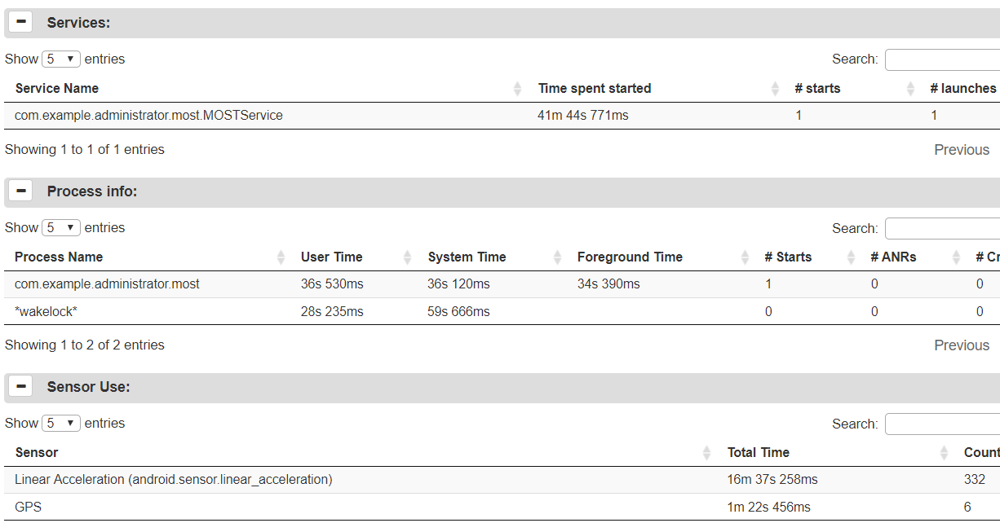 Services:
Show 5 entries Search:
Service Name Time spent started # starts # launches
com.example.administrator.most.MOSTService 41m 44s 771ms 1 1
Showing 1 to 1 of 1 entries Previous
Process info:
Show 5 entries Search:
Process Name User Time System Time Foreground Time # Starts # ANRs # Cr
com.example.administrator.most 36s 530ms 36s 120ms 34s 390ms 1 0 0
*wakelock* 28s 235ms 59s 666ms 0 0 0
Showing 1 to 2 of 2 entries Previous
Sensor Use:
Show 5 entries Search:
Sensor Total Time Count
Linear Acceleration (android.sensor.linear_acceleration) 16m 37s 258ms 332
GPS 1m 22s 456ms 6